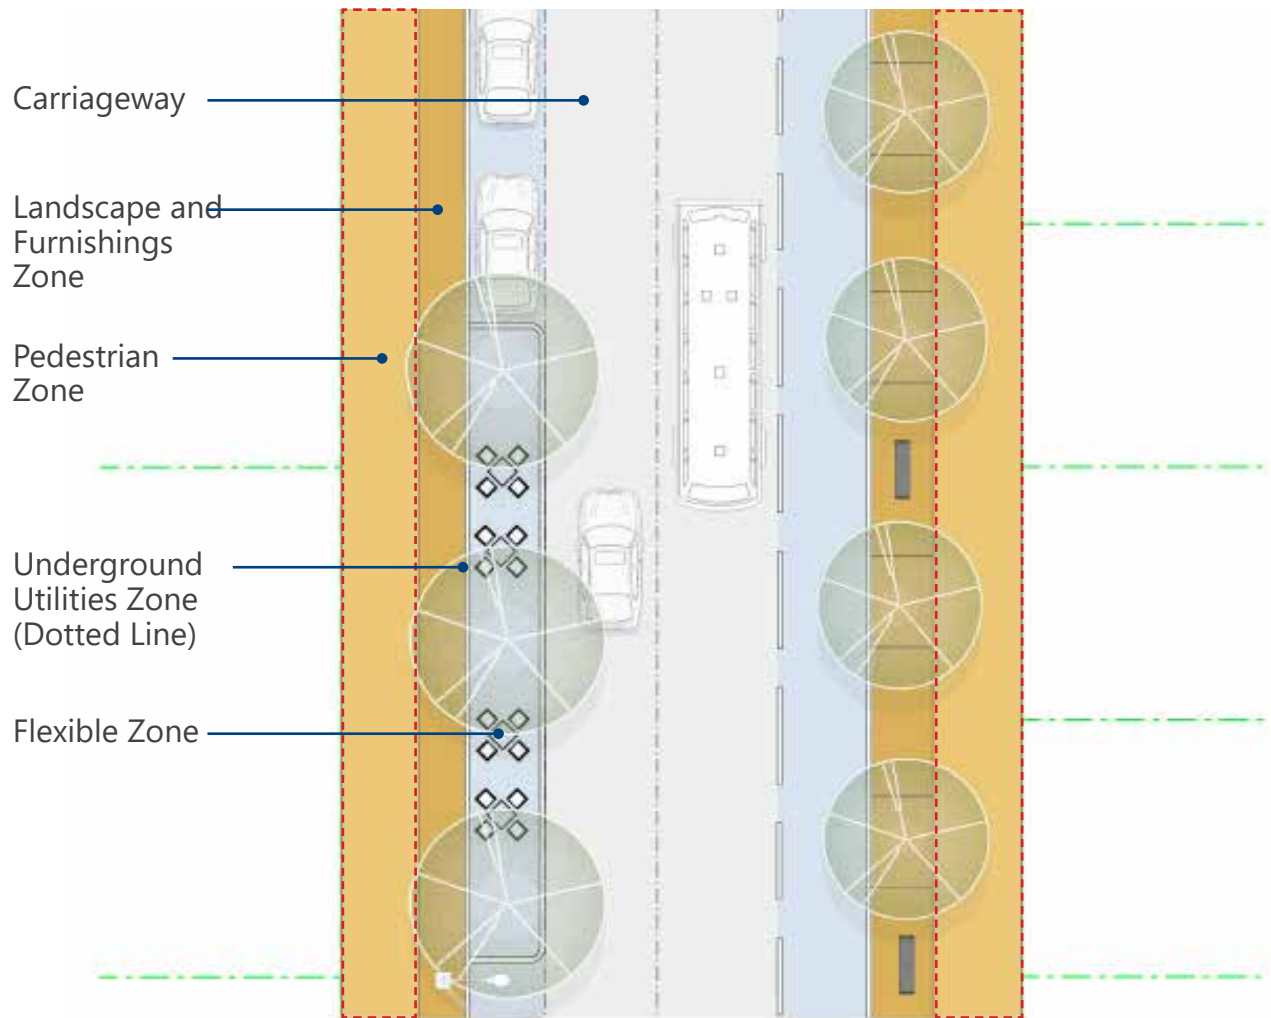 Carriageway
Landscape and
Furnishings
Zone
Pedestrian
Zone
Underground
Utilities Zone
(Dotted Line)
Flexible Zone